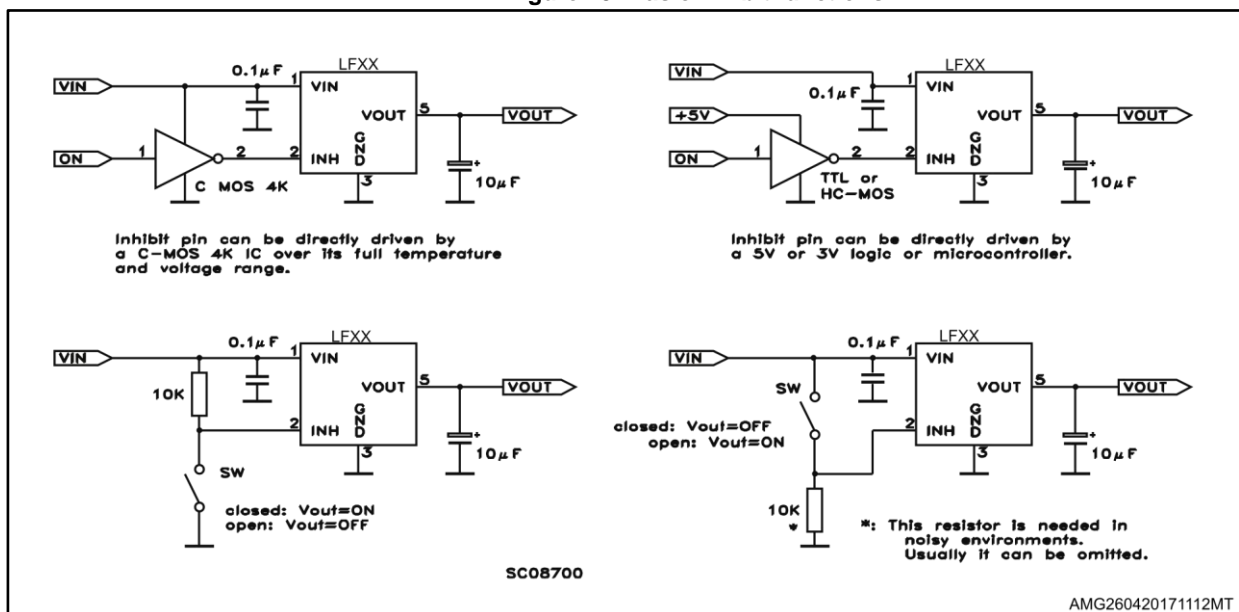 VIN
0.1μF
LFXX
1
VIN
VOUT
5
VOUT
ON
1
2
2
INH
GND
3
C MOS 4K
+
10μF
Inhibit pin can be directly driven by
a C-MOS 4K IC over its full temperature
and voltage range.
VIN
0.1μF
LFXX
1
VIN
VOUT
5
VOUT
+5V
ON
1
2
2
INH
GND
3
TTL or
HC-MOS
+
10μF
Inhibit pin can be directly driven by
a 5V or 3V logic or microcontroller.
VIN
0.1μF
LFXX
1
VIN
VOUT
5
VOUT
10K
2
INH
GND
3
+
10μF
SW
closed: Vout=ON
open: Vout=OFF
VIN
0.1μF
LFXX
1
VIN
VOUT
5
VOUT
SW
closed: Vout=OFF
open: Vout=ON
2
INH
GND
3
+
10μF
10K
*
*: This resistor is needed in
noisy environments.
Usually it can be omitted.
SC08700
AMG260420171112MT